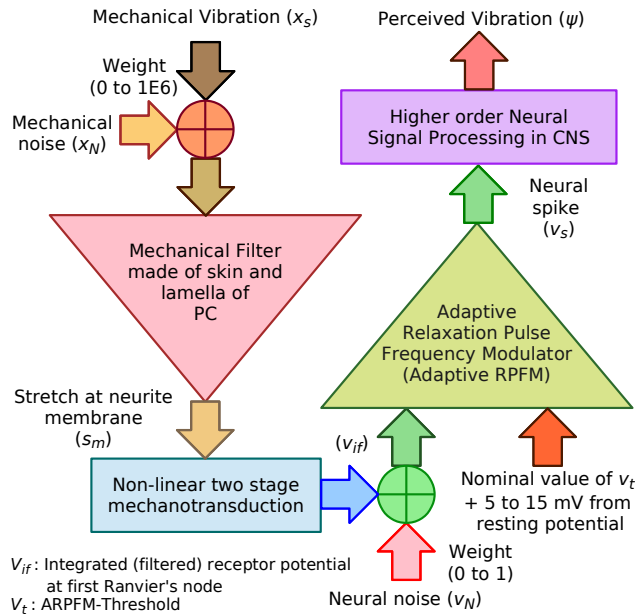 Mechanical Vibration (x_s)
Weight
(0 to 1E6)
Mechanical
noise (x_N)
Mechanical Filter
made of skin and
lamella of
PC
Stretch at neurite
membrane
(s_m)
Non-linear two stage
mechanotransduction
V_if : Integrated (filtered) receptor potential
at first Ranvier's node
V_t : ARPFM-Threshold
Perceived Vibration (ψ)
Higher order Neural
Signal Processing in CNS
Neural
spike
(v_s)
Adaptive
Relaxation Pulse
Frequency Modulator
(Adaptive RPFM)
(v_if)
Nominal value of v_t
+ 5 to 15 mV from
resting potential
Weight
(0 to 1)
Neural noise (v_N)